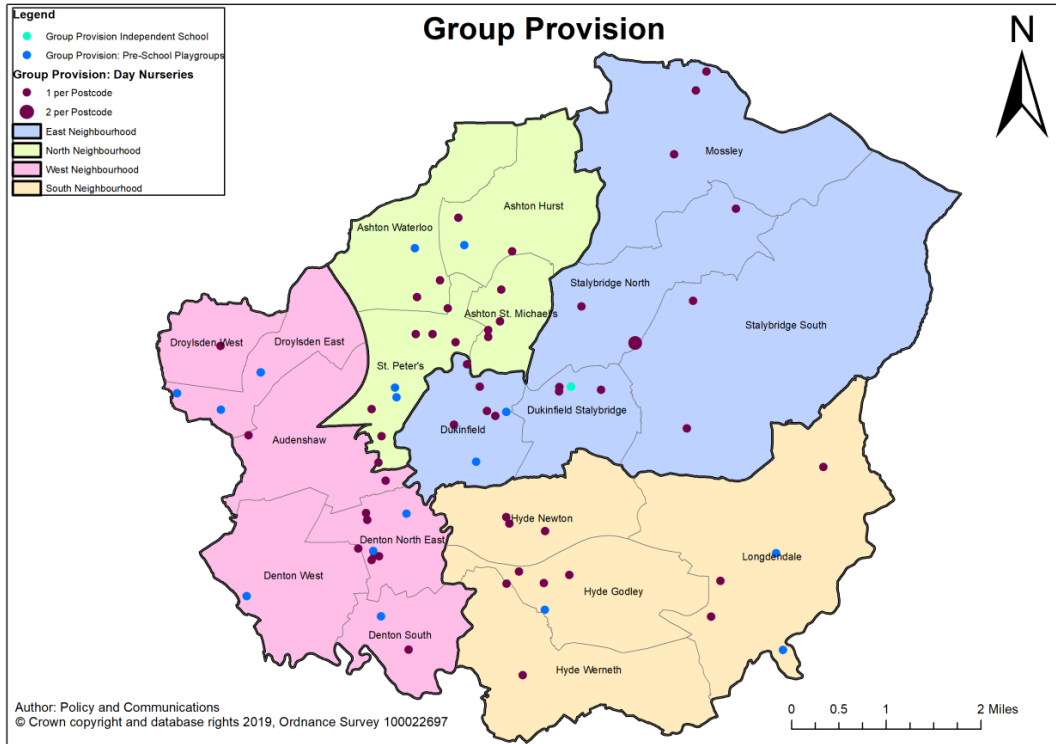 Group Provision
Legend
Group Provision Independent School
Group Provision: Pre-School Playgroups
Group Provision: Day Nurseries
1 per Postcode
2 per Postcode
East Neighbourhood
North Neighbourhood
West Neighbourhood
South Neighbourhood
N
Mossley
Ashton Hurst
Ashton Waterloo
Stalybridge North
Ashton St. Michael's
Stalybridge South
Droylsden West
Droylsden East
St. Peter's
Dukinfield Stalybridge
Dukinfield
Audenshaw
Hyde Newton
Denton North East
Longdendale
Denton West
Hyde Godley
Denton South
Hyde Werneth
Author: Policy and Communications
© Crown copyright and database rights 2019, Ordnance Survey 100022697
0 0.5 1 2 Miles